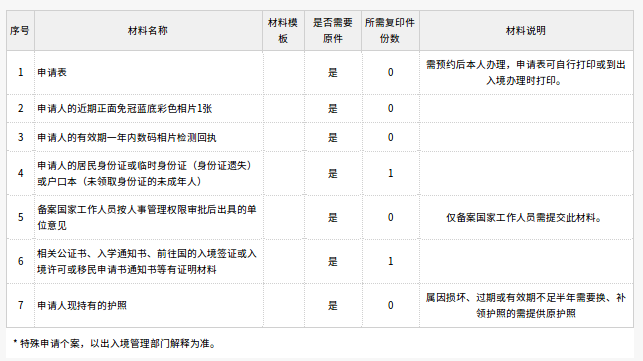 序号 材料名称 材料模板 是否需要原件 所需复印件份数 材料说明
1 申请表 是 0 需预约后本人办理，申请表可自行打印或到出入境办理时打印。
2 申请人的近期正面免冠蓝底彩色相片1张 是 0
3 申请人的有效期一年内数码相片检测回执 是 0
4 申请人的居民身份证或临时身份证（身份证遗失）或户口本（未领取身份证的未成年人） 是 1
5 备案国家工作人员按人事管理权限审批后出具的单位意见 是 0 仅备案国家工作人员需提交此材料。
6 相关公证书、入学通知书、前往国的入境签证或入境许可或移民申请书通知书等有证明材料 是 1
7 申请人现持有的护照 是 0 属因损坏、过期或有效期不足半年需要换、补领护照的需提供原护照
* 特殊申请个案，以出入境管理部门解释为准。